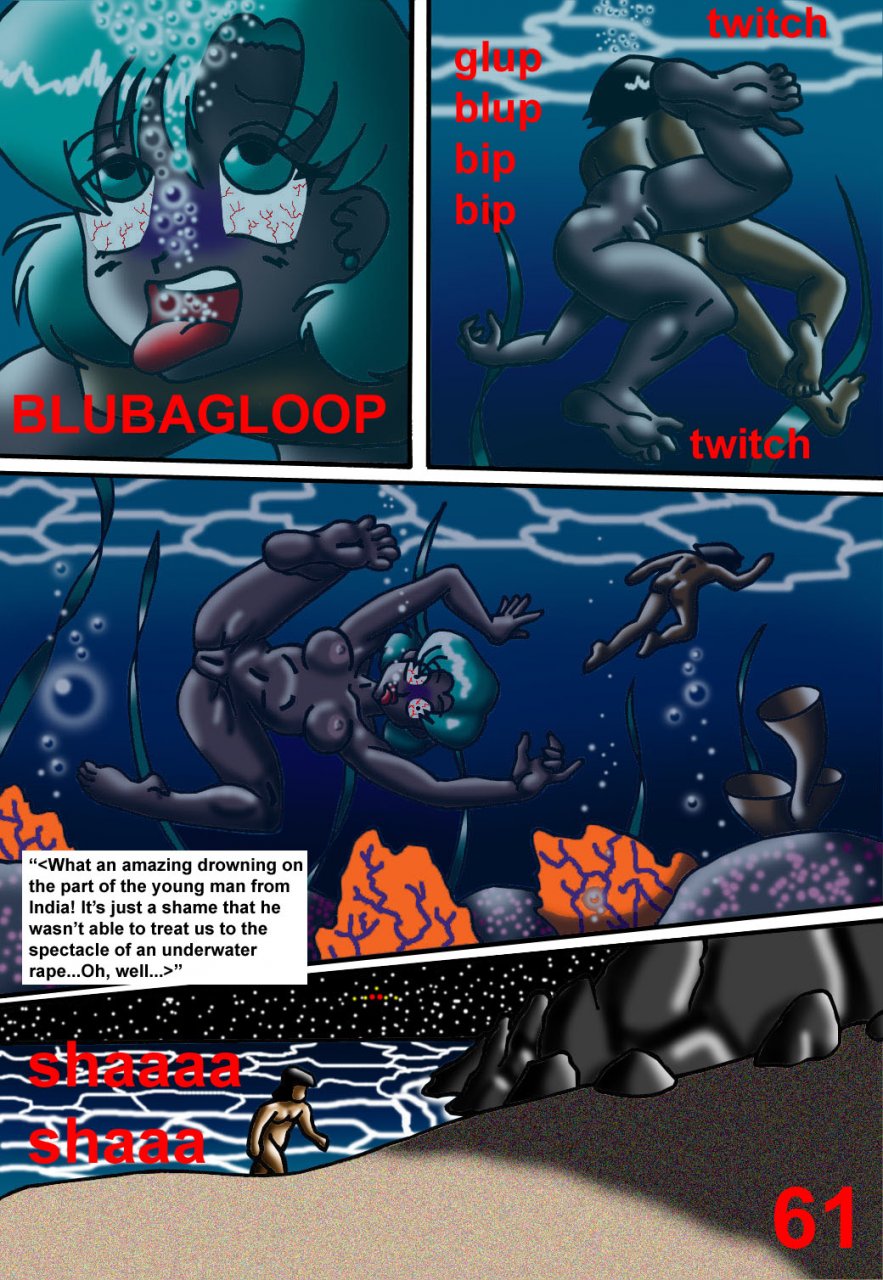 BLUBAGLOOP
twitch
glup
blup
bip
bip
twitch
“<What an amazing drowning on
the part of the young man from
India! It’s just a shame that he
wasn’t able to treat us to the
spectacle of an underwater
rape...Oh, well...>”
shaaaa
shaaa
61